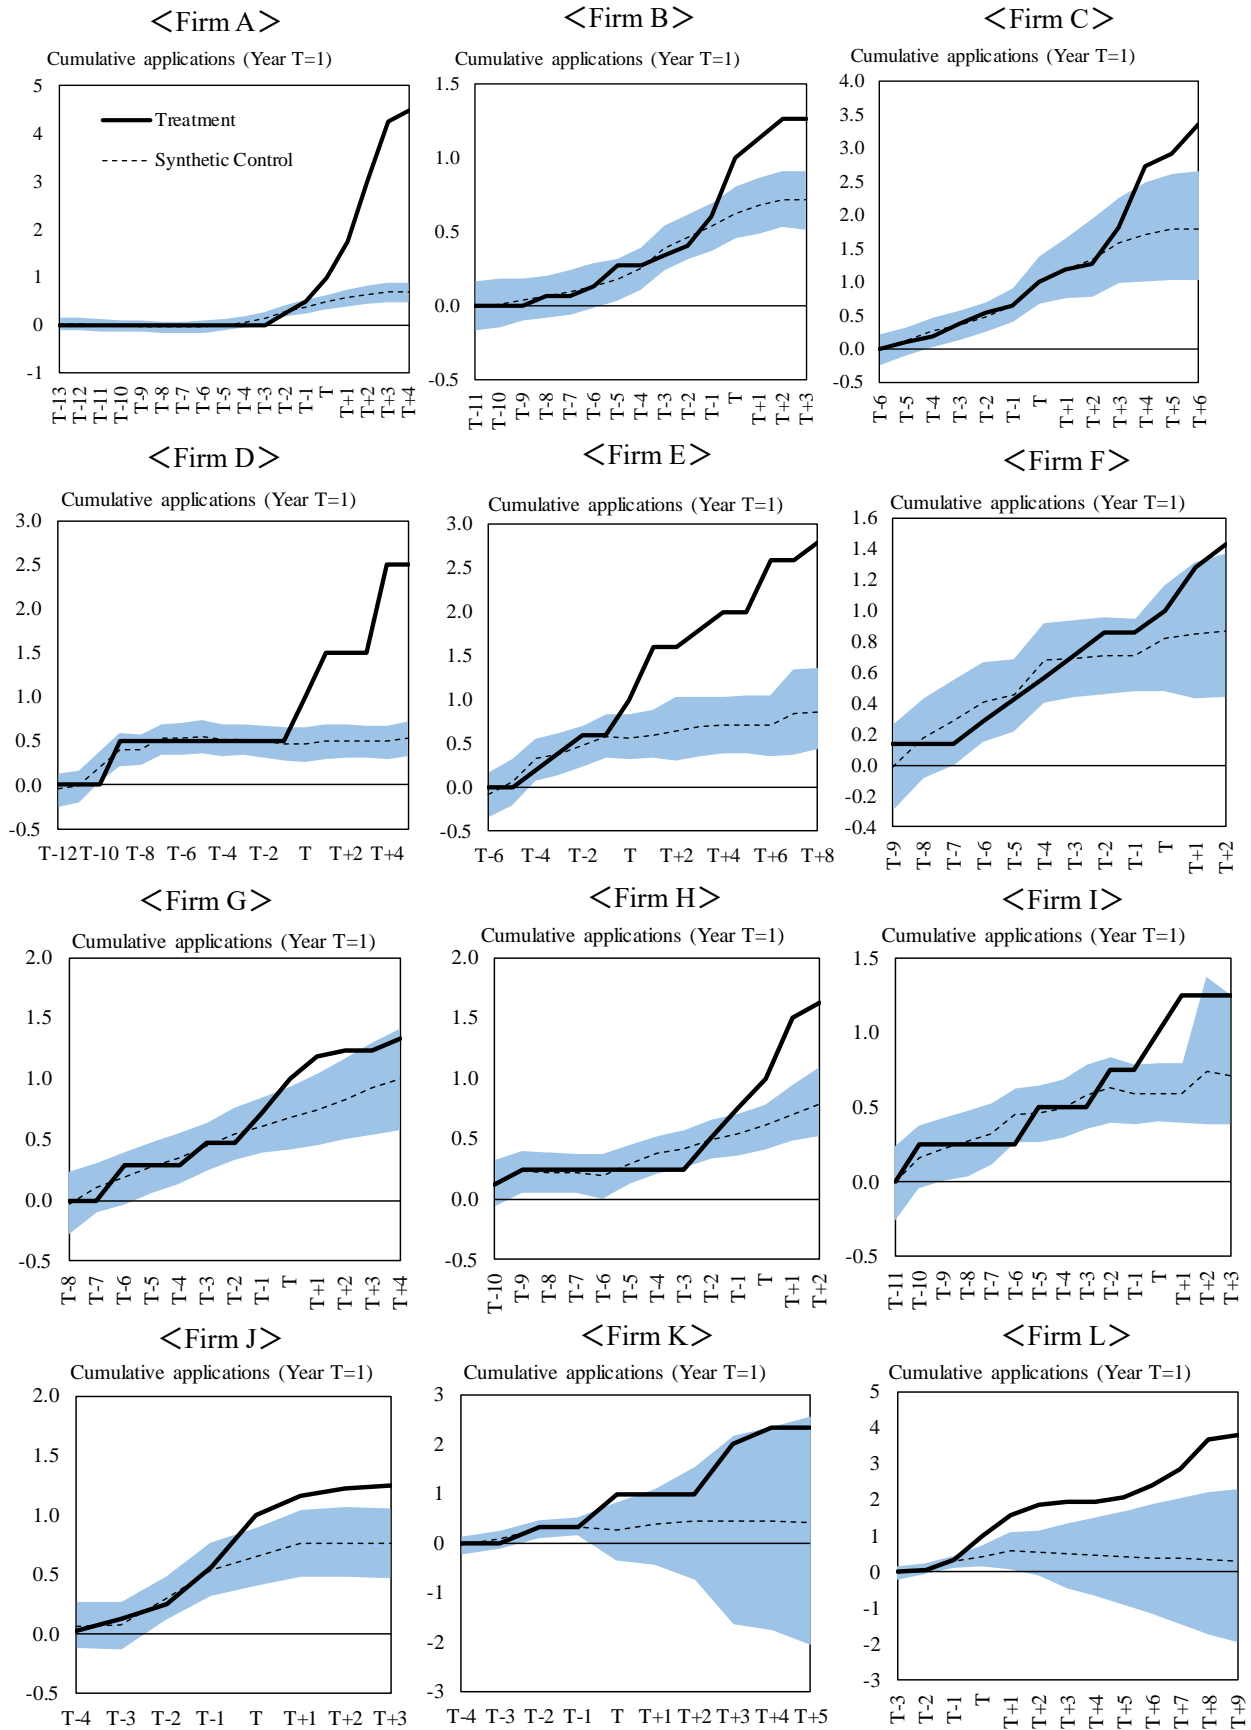 <Firm A>
Cumulative applications (Year T=1)
5
4
3
2
1
0
-1
Treatment
Synthetic Control
T-13
T-12
T-11
T-10
T-9
T-8
T-7
T-6
T-5
T-4
T-3
T-2
T-1
T
T+1
T+2
T+3
T+4
<Firm B>
Cumulative applications (Year T=1)
1.5
1.0
0.5
0.0
-0.5
T-11
T-10
T-9
T-8
T-7
T-6
T-5
T-4
T-3
T-2
T-1
T
T+1
T+2
T+3
<Firm C>
Cumulative applications (Year T=1)
4.0
3.5
3.0
2.5
2.0
1.5
1.0
0.5
0.0
-0.5
T-6
T-5
T-4
T-3
T-2
T-1
T
T+1
T+2
T+3
T+4
T+5
T+6
<Firm D>
Cumulative applications (Year T=1)
3.0
2.5
2.0
1.5
1.0
0.5
0.0
-0.5
T-12 T-10 T-8 T-6 T-4 T-2 T T+2 T+4
<Firm E>
Cumulative applications (Year T=1)
3.0
2.5
2.0
1.5
1.0
0.5
0.0
-0.5
T-6 T-4 T-2 T T+2 T+4 T+6 T+8
<Firm F>
Cumulative applications (Year T=1)
1.6
1.4
1.2
1.0
0.8
0.6
0.4
0.2
0.0
-0.2
-0.4
T-9
T-8
T-7
T-6
T-5
T-4
T-3
T-2
T-1
T
T+1
T+2
<Firm G>
Cumulative applications (Year T=1)
2.0
1.5
1.0
0.5
0.0
-0.5
T-8
T-7
T-6
T-5
T-4
T-3
T-2
T-1
T
T+1
T+2
T+3
T+4
<Firm H>
Cumulative applications (Year T=1)
2.0
1.5
1.0
0.5
0.0
-0.5
T-10
T-9
T-8
T-7
T-6
T-5
T-4
T-3
T-2
T-1
T
T+1
T+2
<Firm I>
Cumulative applications (Year T=1)
1.5
1.0
0.5
0.0
-0.5
T-11
T-10
T-9
T-8
T-7
T-6
T-5
T-4
T-3
T-2
T-1
T
T+1
T+2
T+3
<Firm J>
Cumulative applications (Year T=1)
2.0
1.5
1.0
0.5
0.0
-0.5
T-4 T-3 T-2 T-1 T T+1 T+2 T+3
<Firm K>
Cumulative applications (Year T=1)
3
2
1
0
-1
-2
-3
T-4 T-3 T-2 T-1 T T+1 T+2 T+3 T+4 T+5
<Firm L>
Cumulative applications (Year T=1)
5
4
3
2
1
0
-1
-2
-3
T-3
T-2
T-1
T
T+1
T+2
T+3
T+4
T+5
T+6
T+7
T+8
T+9